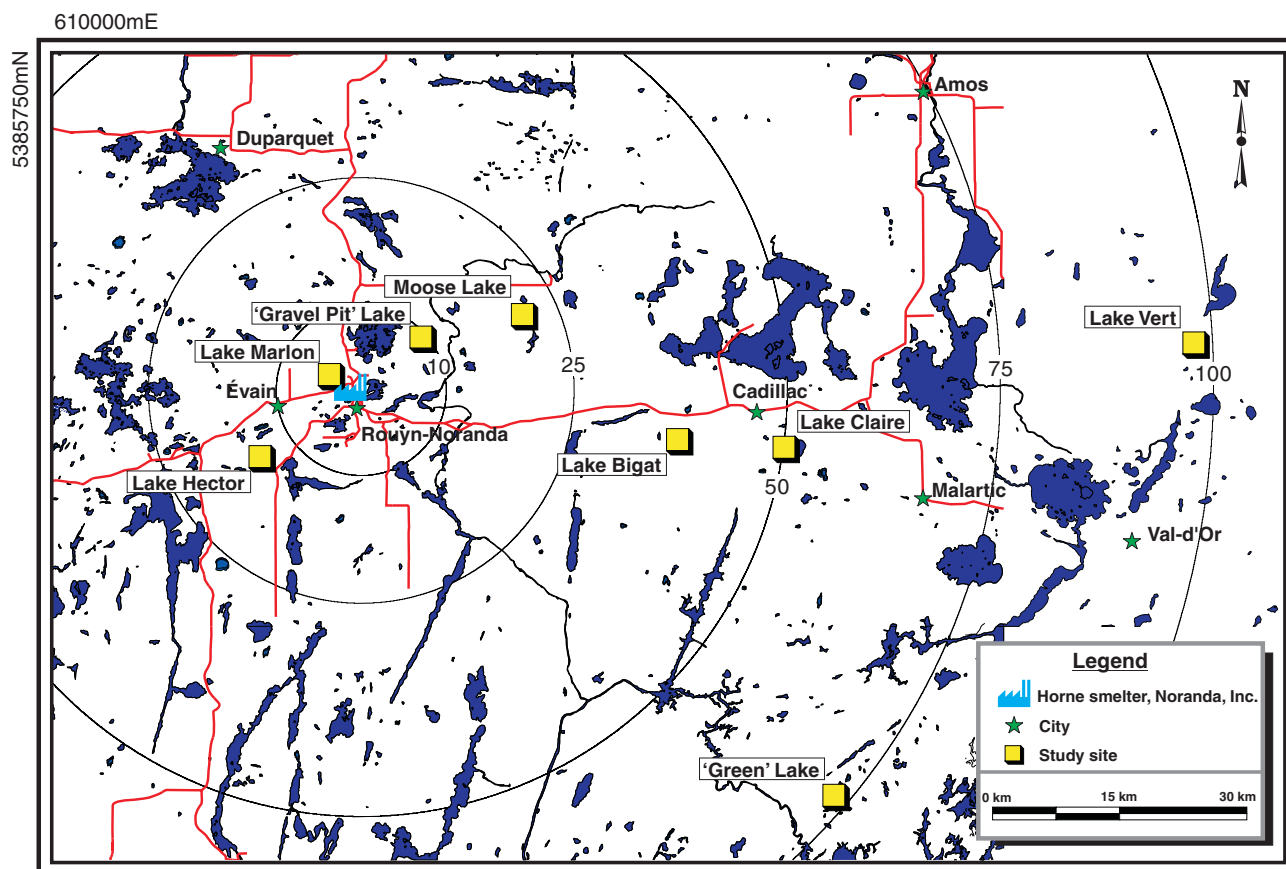 610000mE
5385750mN
Amos
N
Duparquet
Moose Lake
'Gravel Pit' Lake
Lake Vert
Lake Marlon
10
25
75
100
Évain
Cadillac
Lake Claire
Rouyn-Noranda
Lake Bigat
Lake Hector
50
Malartic
Val-d'Or
'Green' Lake
Legend
Horne smelter, Noranda, Inc.
City
Study site
0 km 15 km 30 km